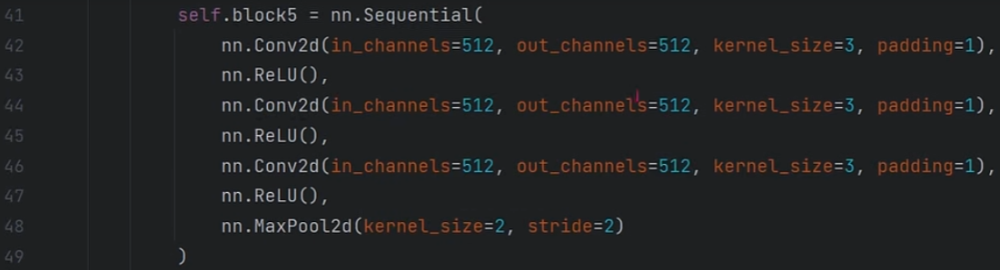 41 self.block5 = nn.Sequential(
42 nn.Conv2d(in_channels=512, out_channels=512, kernel_size=3, padding=1),
43 nn.ReLU(),
44 nn.Conv2d(in_channels=512, out_channels=512, kernel_size=3, padding=1),
45 nn.ReLU(),
46 nn.Conv2d(in_channels=512, out_channels=512, kernel_size=3, padding=1),
47 nn.ReLU(),
48 nn.MaxPool2d(kernel_size=2, stride=2)
49 )